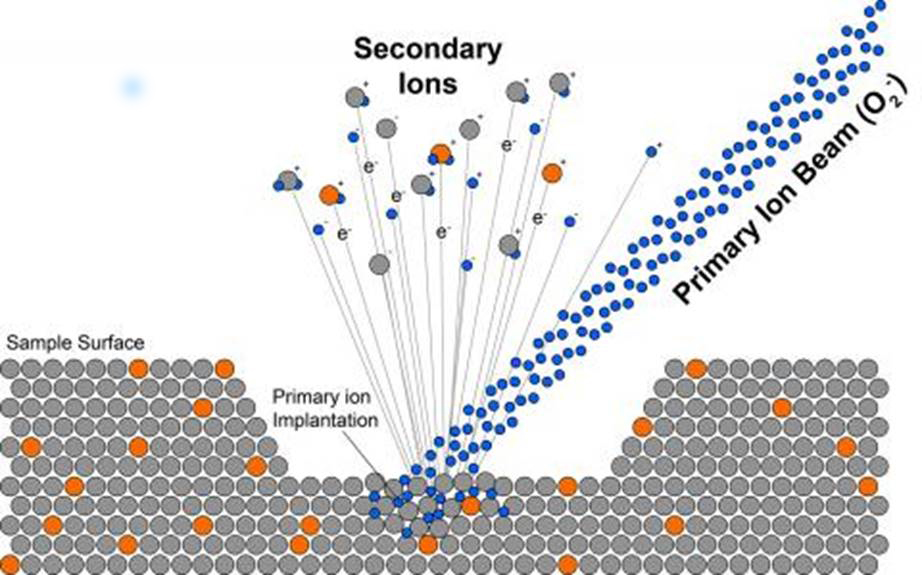 Secondary
Ions
Primary Ion Beam (O₂⁻)
e⁻
e⁻
e⁻
e⁻
e⁻
e⁻
Sample Surface
Primary ion
Implantation